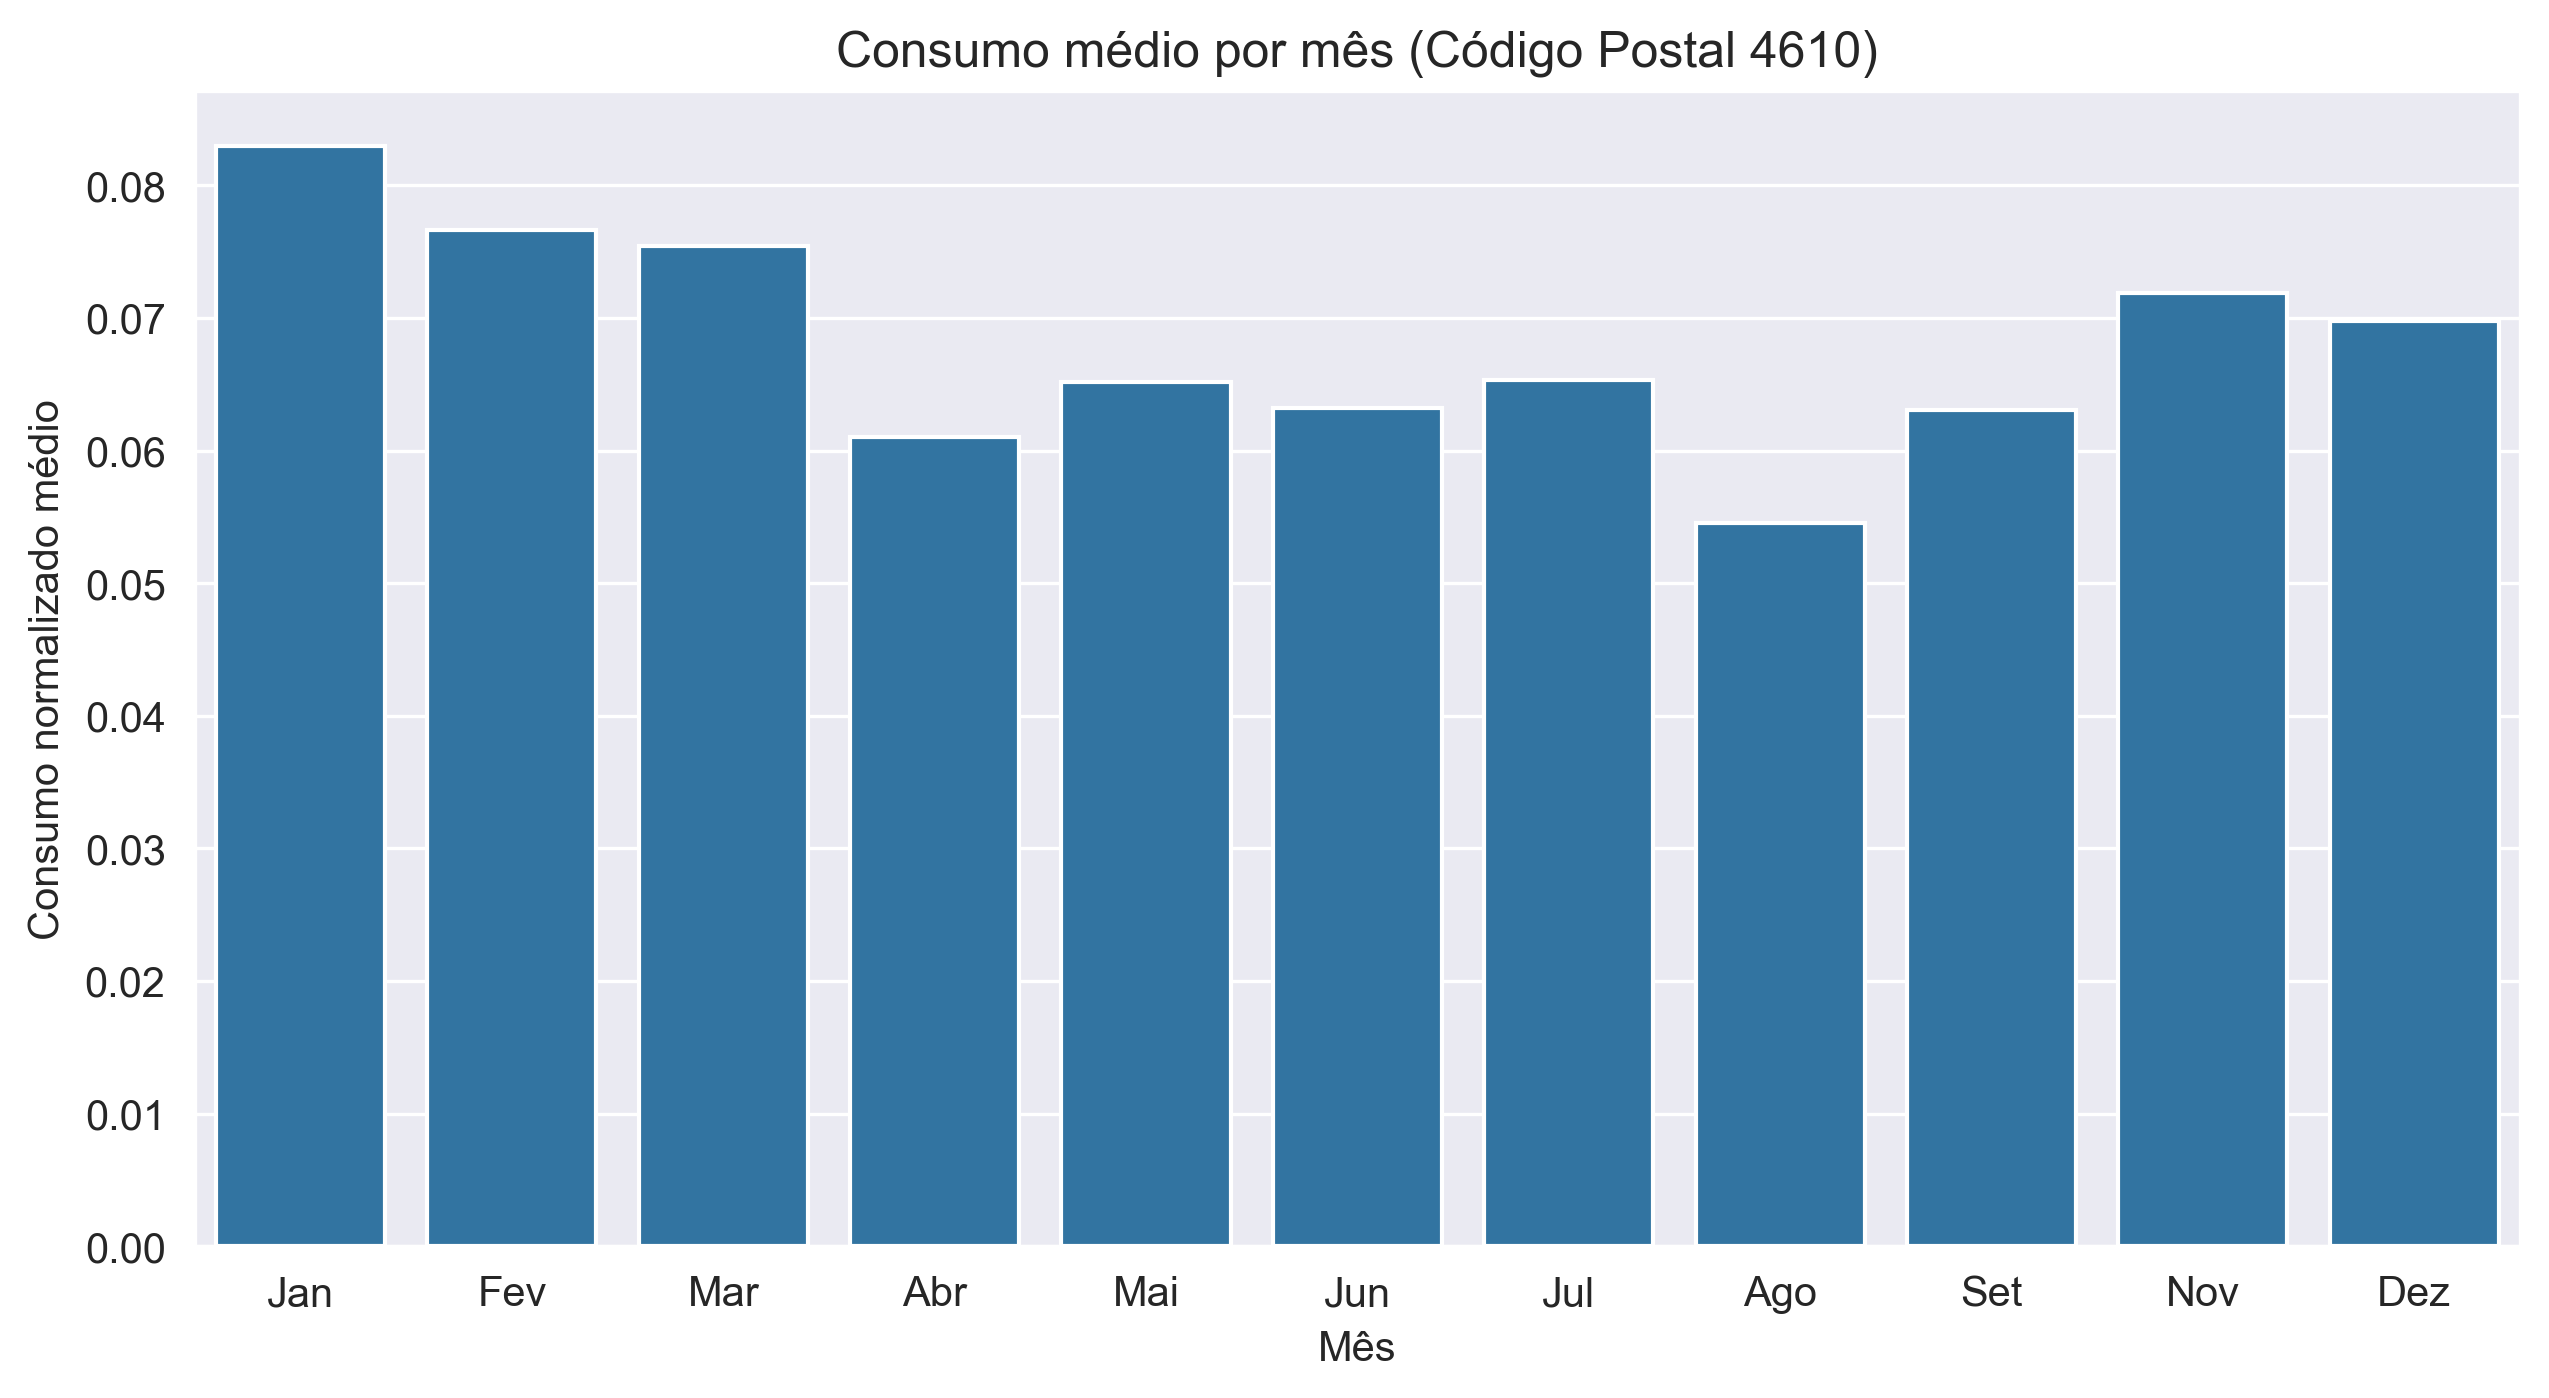 Consumo médio por mês (Código Postal 4610)
Consumo normalizado médio
0.08
0.07
0.06
0.05
0.04
0.03
0.02
0.01
0.00
Jan Fev Mar Abr Mai Jun Jul Ago Set Nov Dez
Mês